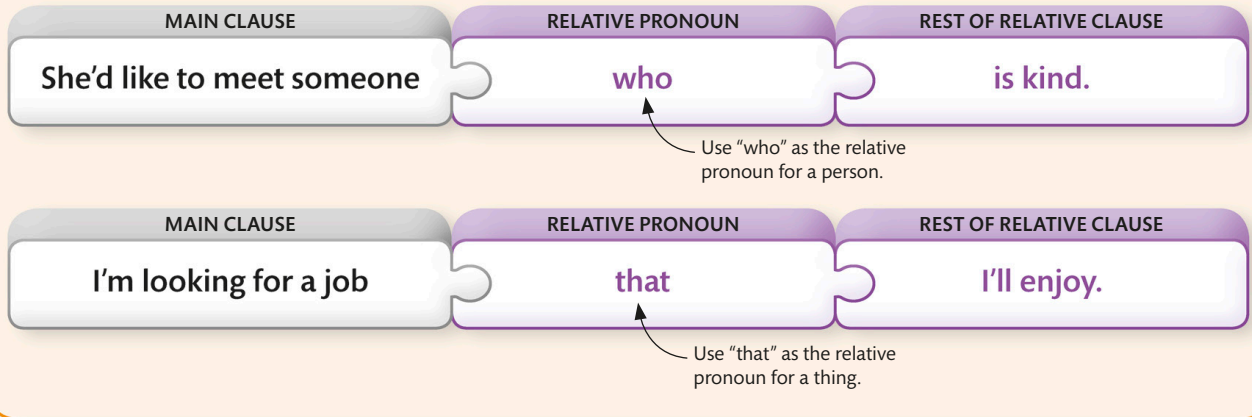 MAIN CLAUSE RELATIVE PRONOUN REST OF RELATIVE CLAUSE
She’d like to meet someone who is kind.
Use “who” as the relative
pronoun for a person.
MAIN CLAUSE RELATIVE PRONOUN REST OF RELATIVE CLAUSE
I’m looking for a job that I’ll enjoy.
Use “that” as the relative
pronoun for a thing.